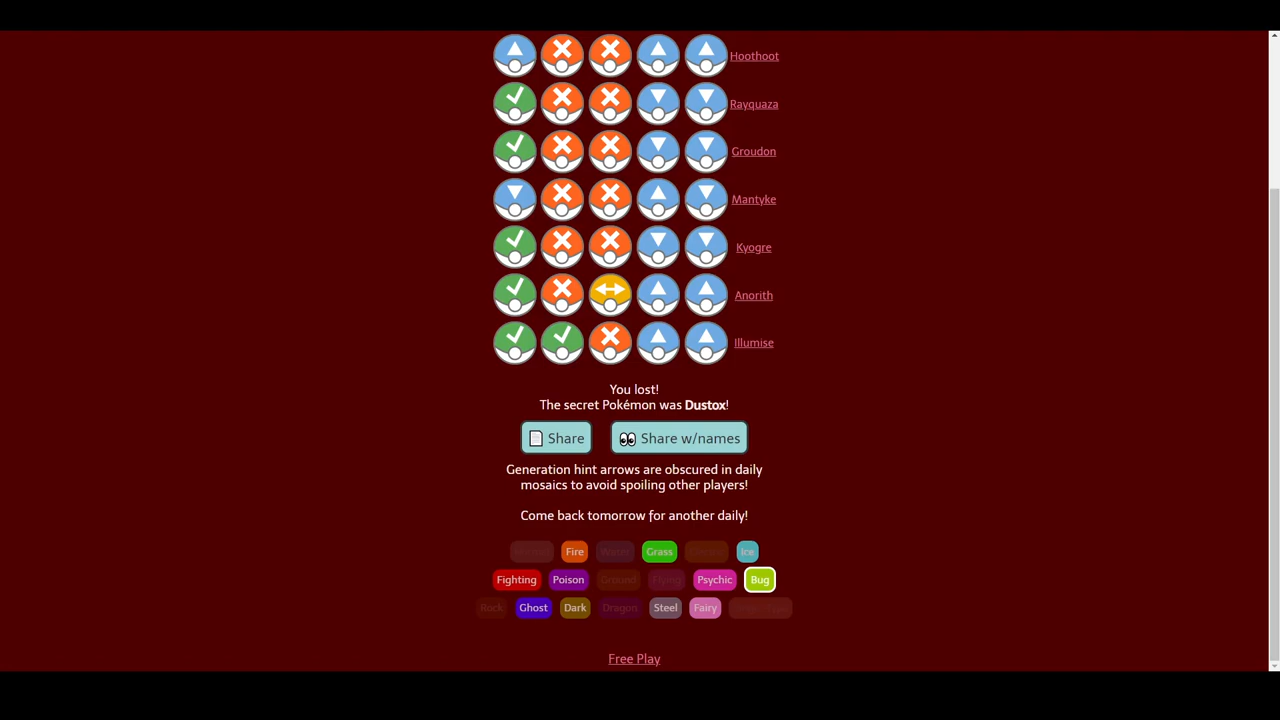 Hoothoot
Rayquaza
Groudon
Mantyke
Kyogre
Anorith
Illumise
You lost!
The secret Pokémon was Dustox!
Share
Share w/names
Generation hint arrows are obscured in daily
mosaics to avoid spoiling other players!
Come back tomorrow for another daily!
Normal Fire Water Grass Electric Ice
Fighting Poison Ground Flying Psychic Bug
Rock Ghost Dark Dragon Steel Fairy
Free Play